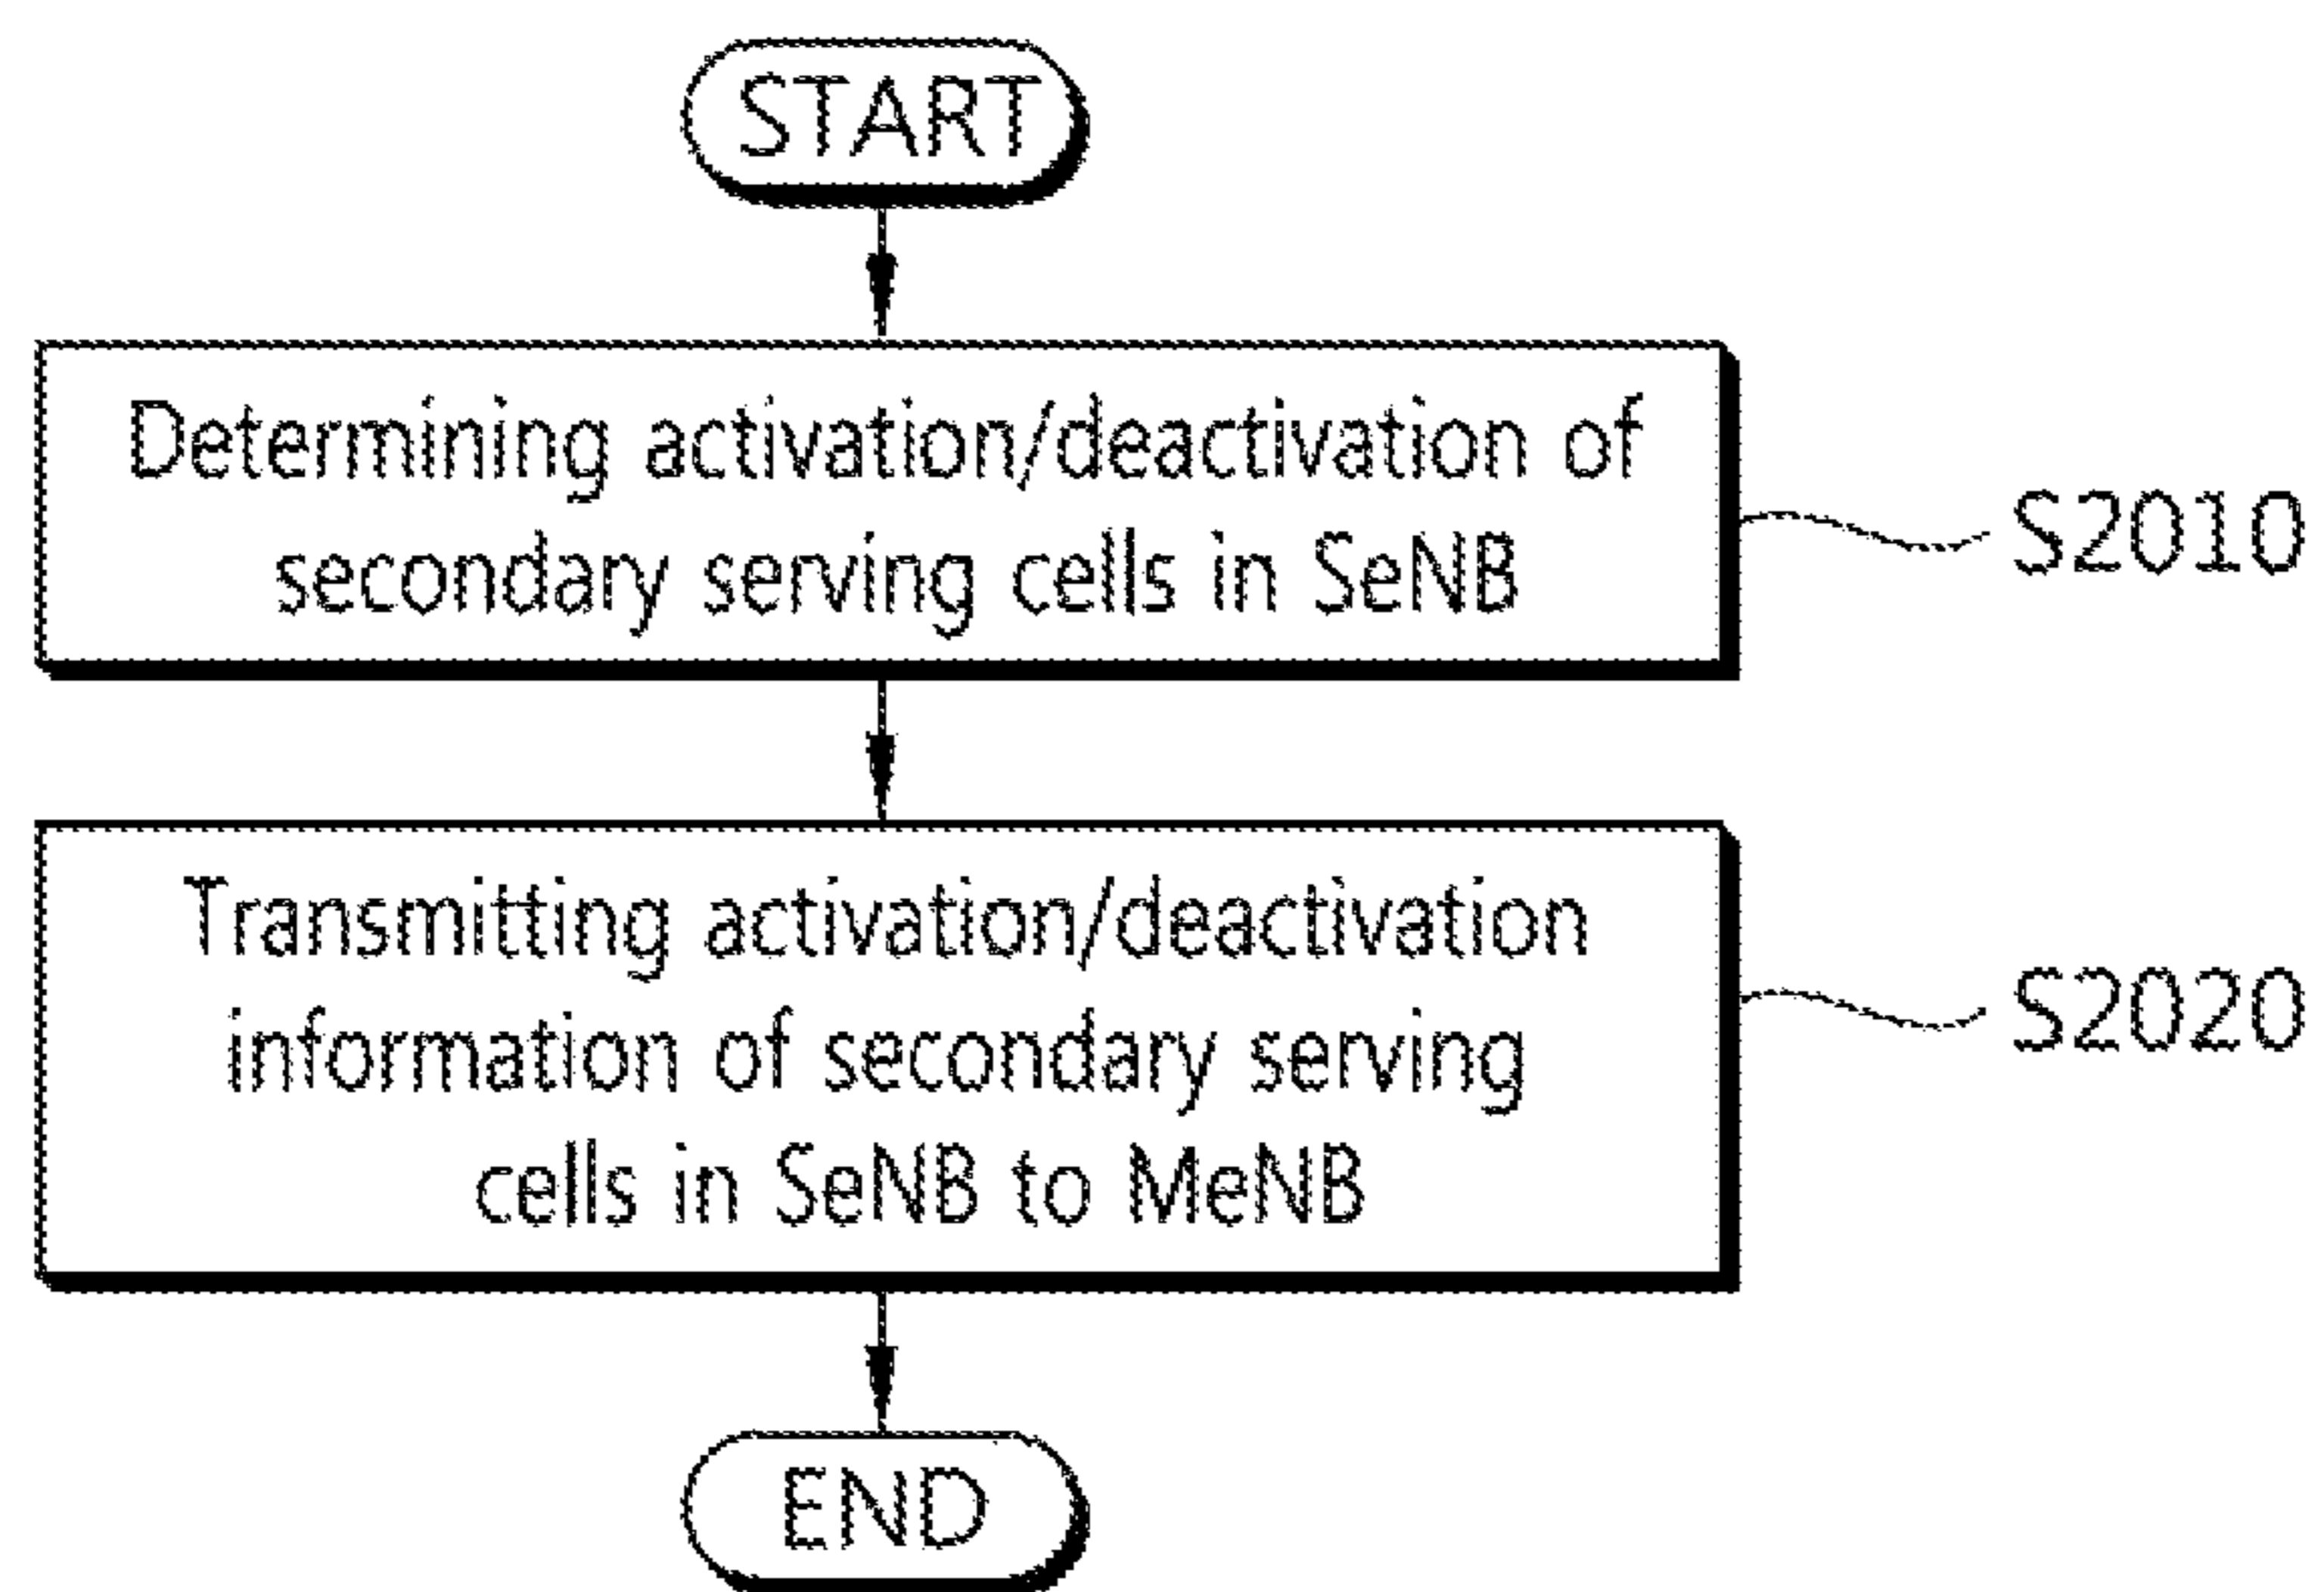 START
Determining activation/deactivation of
secondary serving cells in SeNB
S2010
Transmitting activation/deactivation
information of secondary serving
cells in SeNB to MeNB
S2020
END